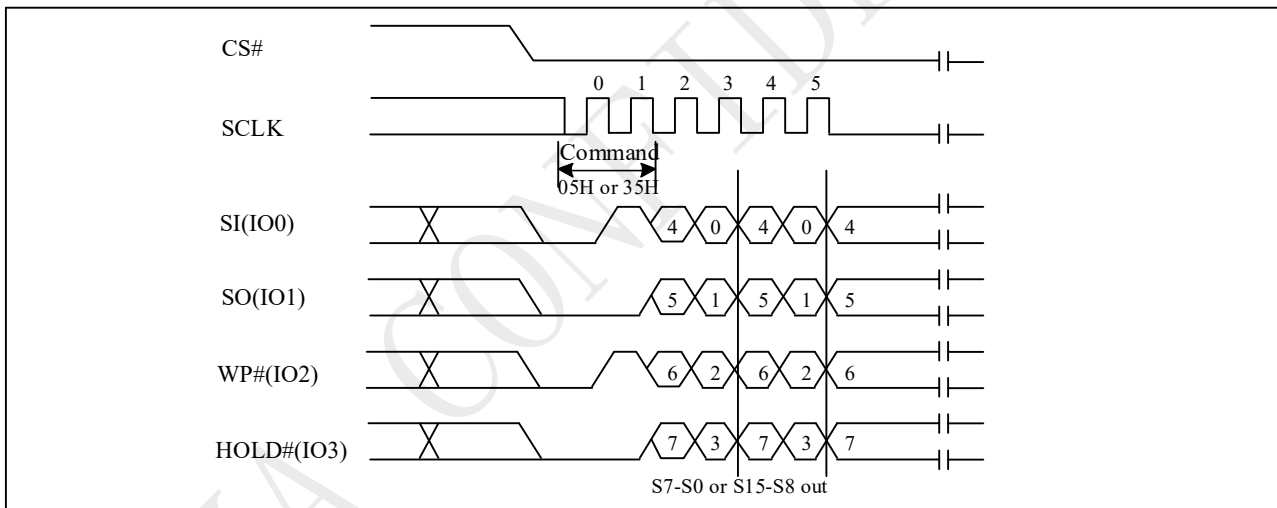 CS#
0 1 2 3 4 5
SCLK
Command
05H or 35H
SI(IO0) 4 0 4 0 4
SO(IO1) 5 1 5 1 5
WP#(IO2) 6 2 6 2 6
HOLD#(IO3) 7 3 7 3 7
S7-S0 or S15-S8 out